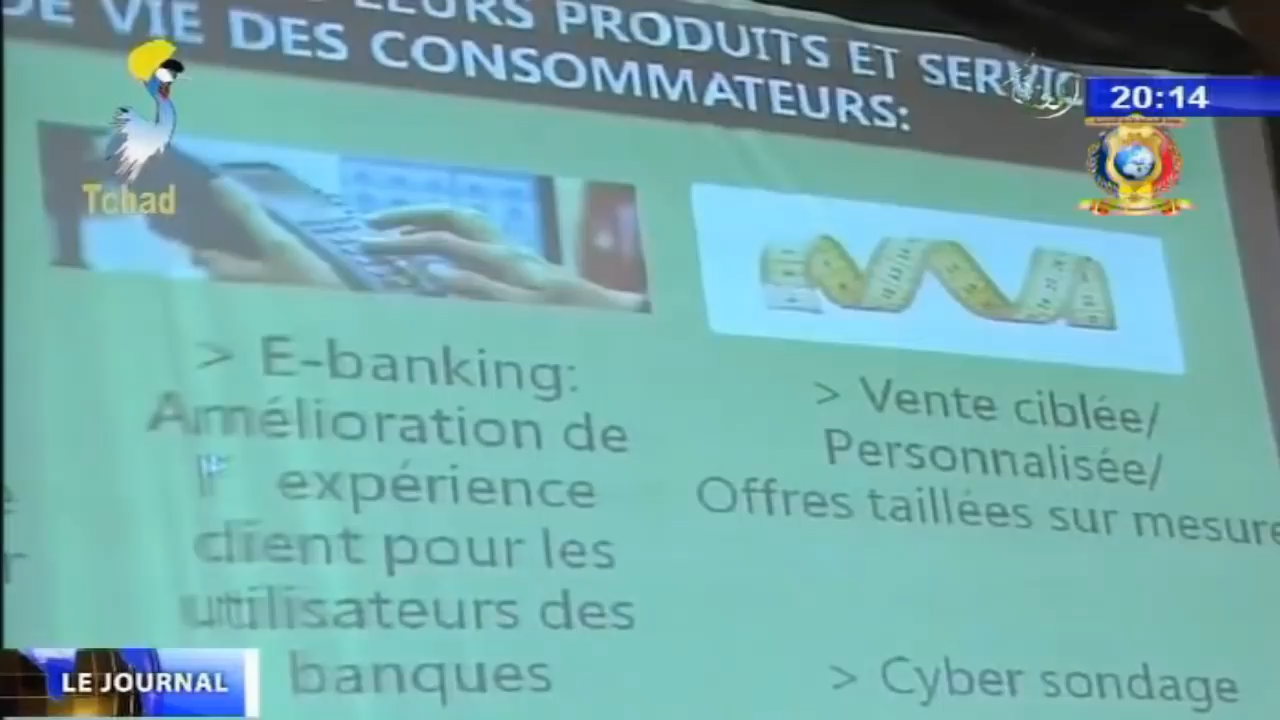 PRODUITS ET
DE VIE DES CONSOMMATEURS:
20:14
Tchad
> E-banking:
Amélioration de
l' expérience
client pour les
utilisateurs des
banques
> Vente ciblée/
Personnalisée/
Offres taillées sur mesure
> Cyber sondage
LE JOURNAL